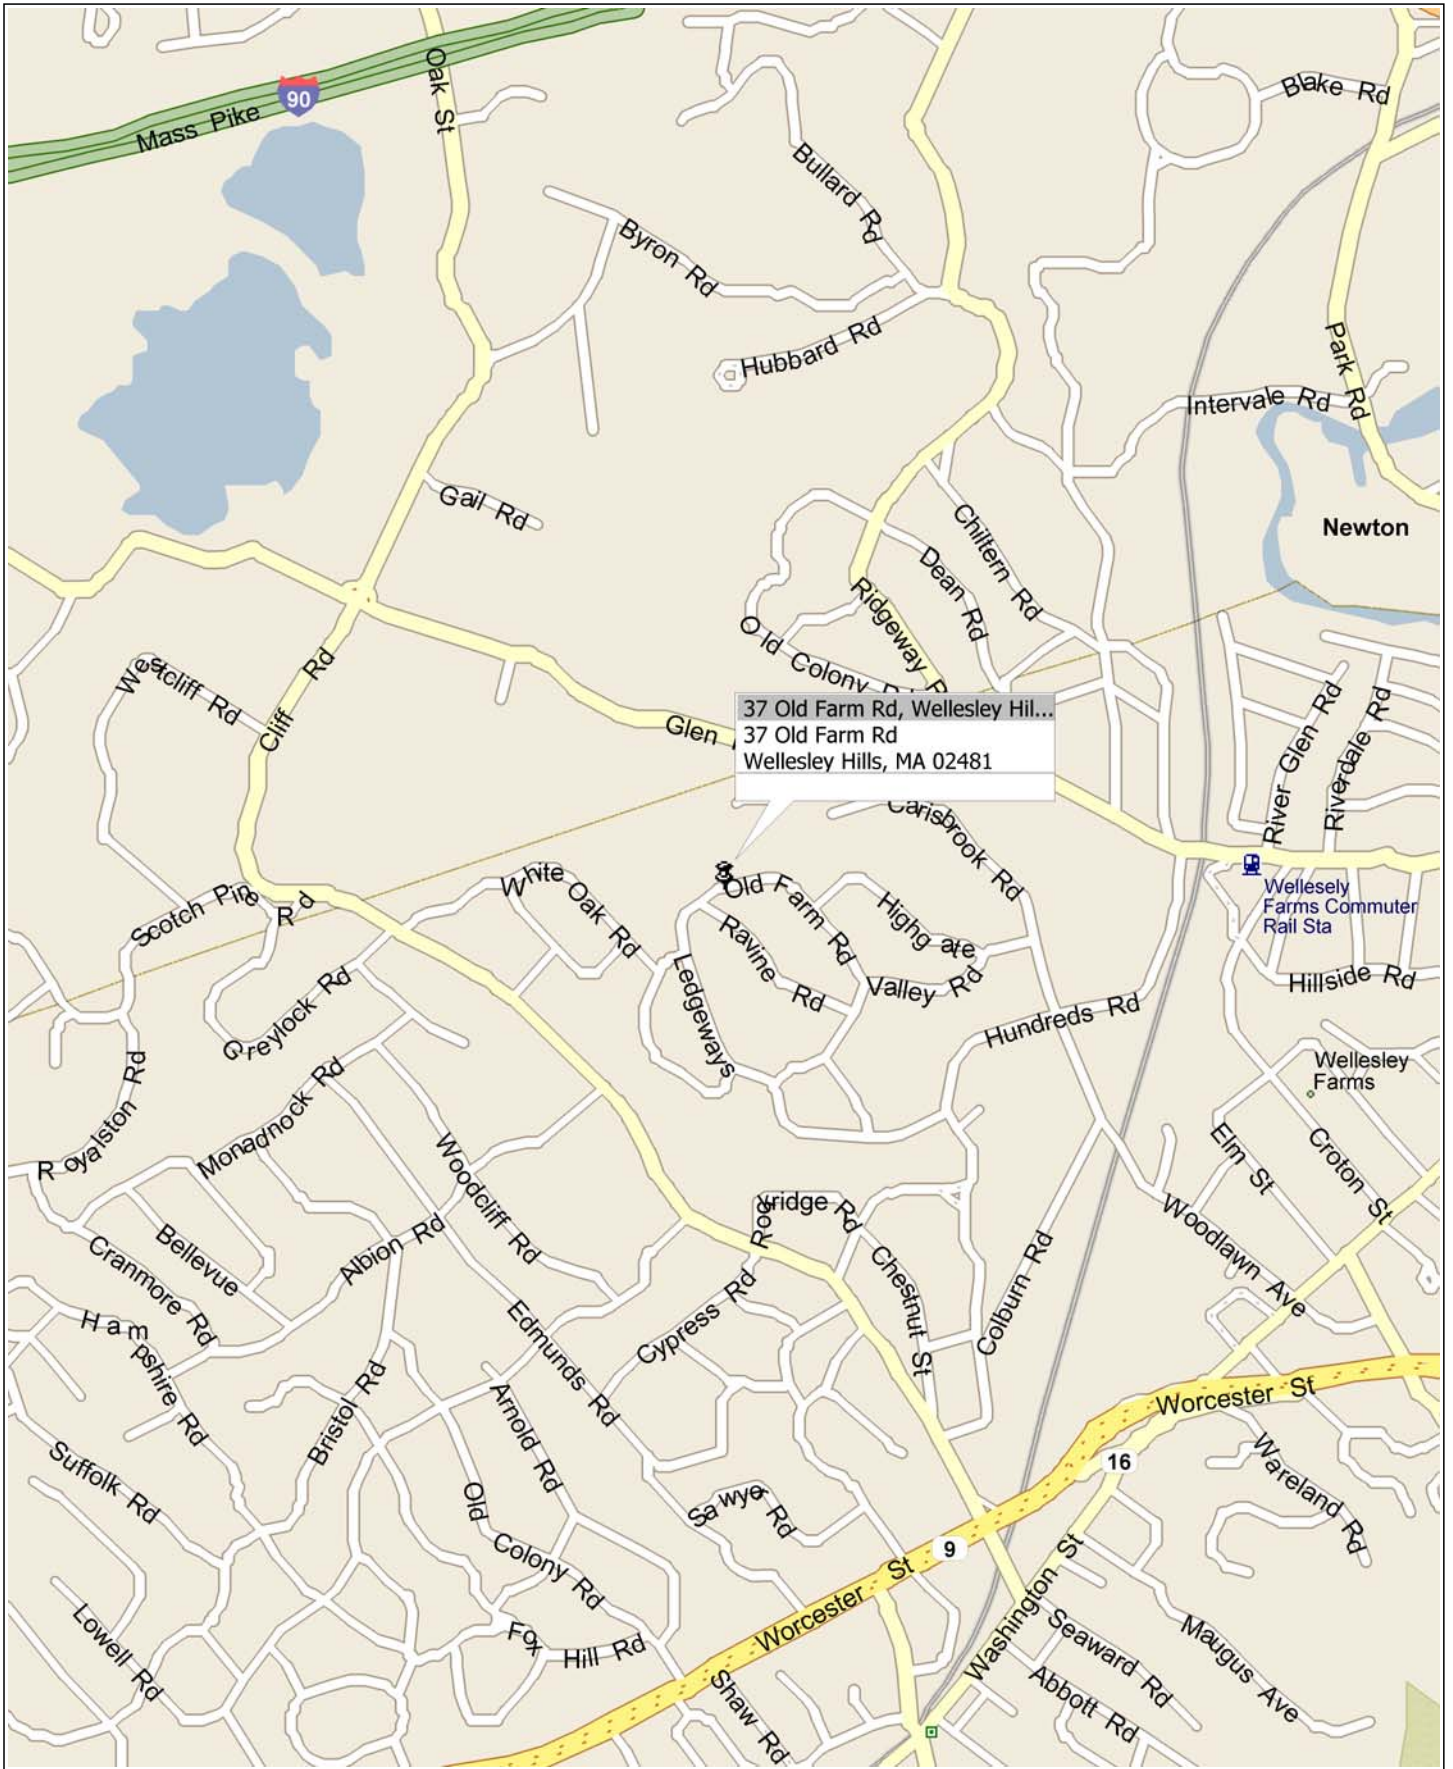 Oak St
90
Mass Pike
Blake Rd
Bullard Rd
Byron Rd
Hubbard Rd
Park Rd
Intervale Rd
Gail Rd
Chiltern Rd
Newton
Dean Rd
Ridgeway R
Old Colony
Westcliff Rd
Cliff Rd
Glen
37 Old Farm Rd, Wellesley Hil...
37 Old Farm Rd
Wellesley Hills, MA 02481
River Glen Rd
Riverdale Rd
Carisbrook Rd
Wellesely
Farms Commuter
Rail Sta
White Oak Rd
Old Farm Rd
Highgate
Scotch Pine Rd
Ravine Rd
Ledgeways
Valley Rd
Hillside Rd
Greylock Rd
Hundreds Rd
Wellesley
Farms
Royalston Rd
Monadnock Rd
Woodcliff Rd
Elm St
Croton St
Rockridge Rd
Woodlawn Ave
Bellevue
Cranmore Rd
Albion Rd
Chestnut St
Colburn Rd
Cypress Rd
Hampshire Rd
Edmunds Rd
Bristol Rd
Arnold Rd
Worcester St
16
Wareland Rd
Suffolk Rd
Old Colony Rd
Sawyer Rd
9
Worcester St
Washington St
Lowell Rd
Fox Hill Rd
Seaward Rd
Maugus Ave
Abbott Rd
Shaw Rd